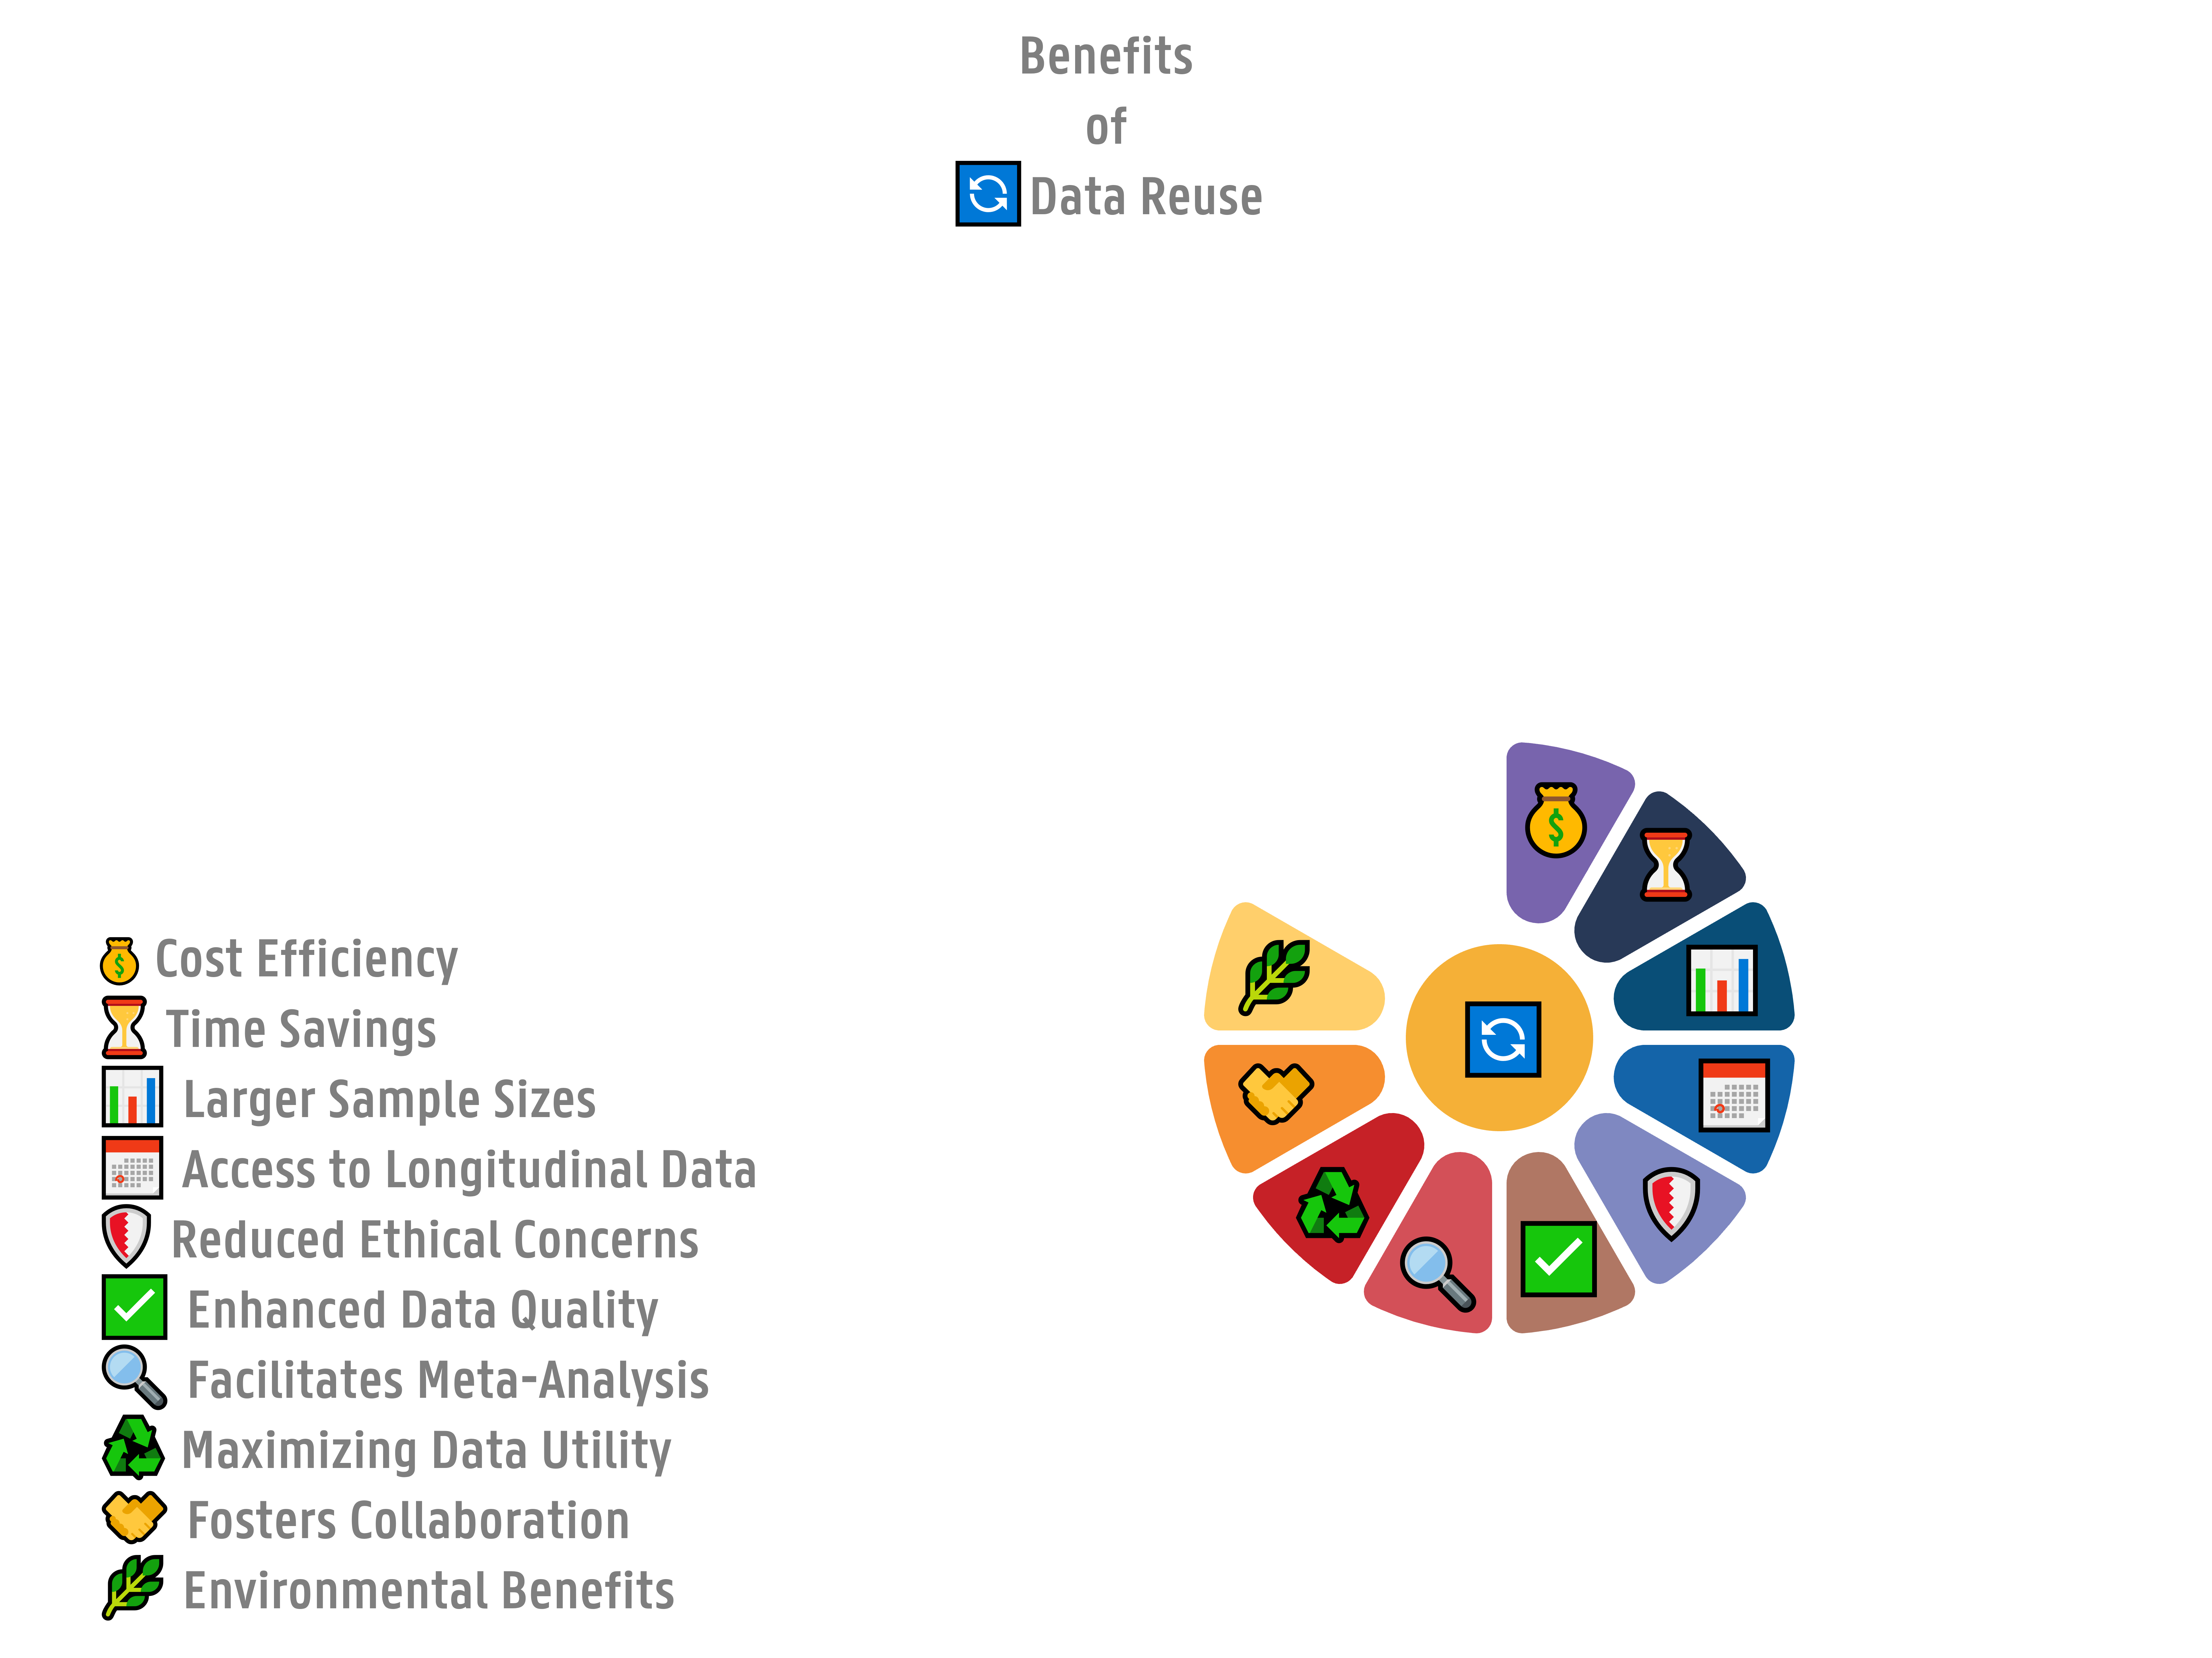 Benefits
of
Data Reuse
Cost Efficiency
Time Savings
Larger Sample Sizes
Access to Longitudinal Data
Reduced Ethical Concerns
Enhanced Data Quality
Facilitates Meta-Analysis
Maximizing Data Utility
Fosters Collaboration
Environmental Benefits